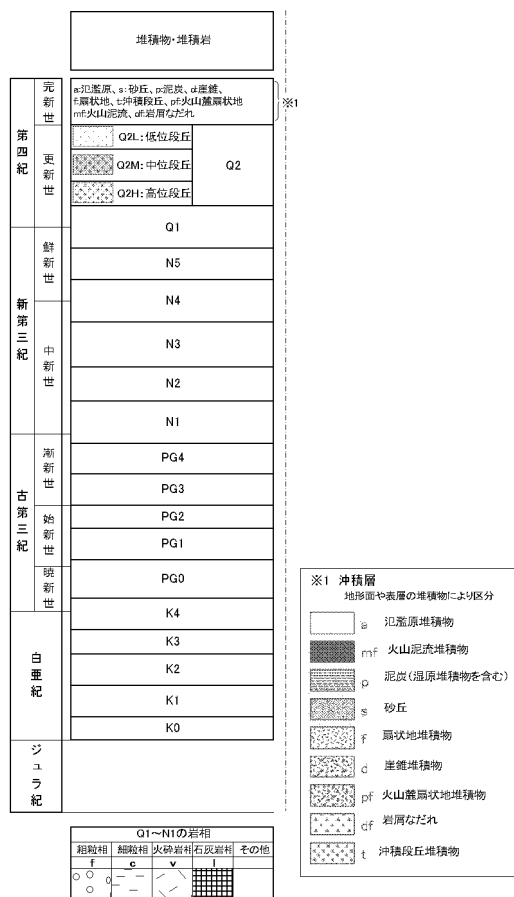 堆積物・堆積岩
第四紀
完新世
a:氾濫原、s:砂丘、p:泥炭、d:崖錐、
f:扇状地、t:沖積段丘、pf:火山麓扇状地
mf:火山泥流、df:岩屑なだれ
※1
更新世
Q2L:低位段丘
Q2M:中位段丘
Q2H:高位段丘
Q2
Q1
新第三紀
鮮新世
N5
N4
中新世
N3
N2
N1
古第三紀
漸新世
PG4
PG3
始新世
PG2
PG1
暁新世
PG0
白亜紀
K4
K3
K2
K1
K0
ジュラ紀
Q1~N1の岩相
粗粒相 細粒相 火砕岩相 石灰岩相 その他
f c v l
※1 沖積層
地形面や表層の堆積物により区分
a 氾濫原堆積物
mf 火山泥流堆積物
p 泥炭(湿原堆積物を含む)
s 砂丘
f 扇状地堆積物
d 崖錐堆積物
pf 火山麓扇状地堆積物
df 岩屑なだれ
t 沖積段丘堆積物